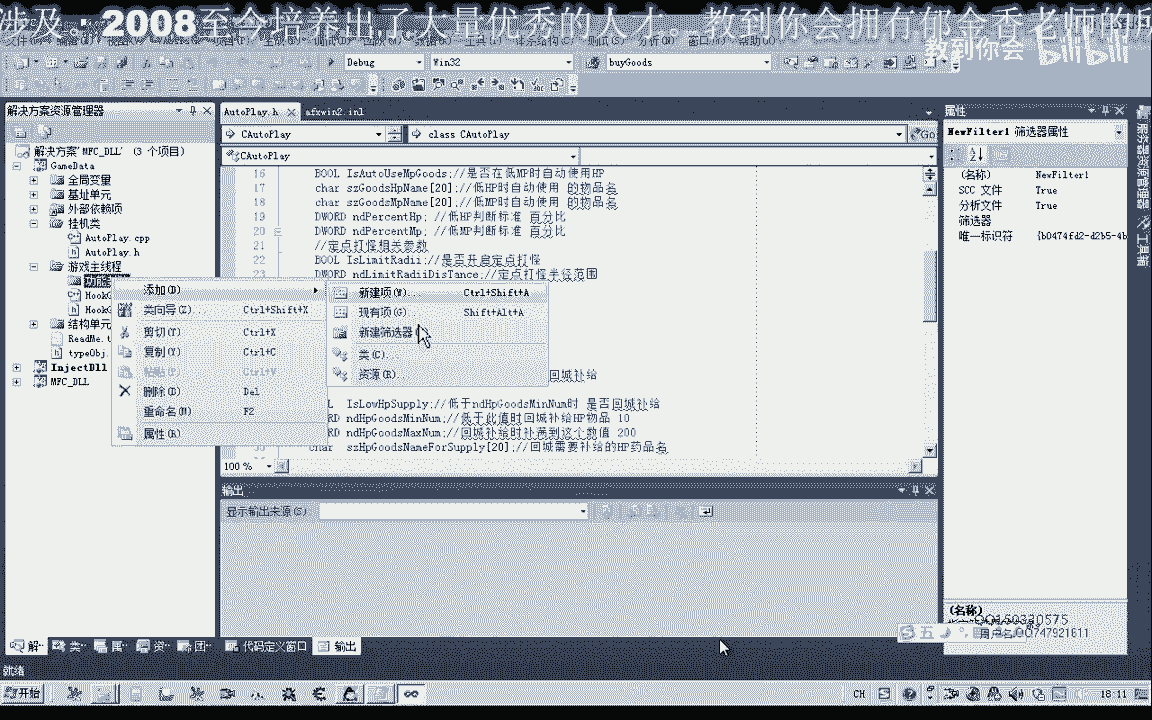 涉及。：2008至今培养出了大量优秀的人才。教到你会拥有郁金香老师的所
教到你会 bilibili
Debug Win32 buyGoods
解决方案资源管理器
AutoPlay.h afxwin2.inl
属性
CAutoPlay class CAutoPlay Go
NewFilter1 筛选器属性
CAutoPlay
解决方案"MFC_DLL" (3 个项目)
GameData
全局变量
基址单元
外部依赖项
挂机类
AutoPlay.cpp
AutoPlay.h
游戏主线程
HookG
HookG
结构单元
ReadMe.t
typeObj.
InjectDll
MFC_DLL
16 BOOL IsAutoUseMpGoods;//是否在低MP时自动使用HP
17 char szGoodsHpName[20];//低HP时自动使用 的物品名
18 char szGoodsMpName[20];//低MP时自动使用 的物品名
19 DWORD ndPercentHp; //低HP判断标准 百分比
20 DWORD ndPercentMp; //低MP判断标准 百分比
21 //定点打怪相关参数
22 BOOL IsLimitRadii;//是否开启定点打怪
23 DWORD ndLimitRadiiDisTance;//定点打怪半径范围
回城补给
L IsLowHpSupply;//低于ndHpGoodsMinNum时 是否回城补给
RD ndHpGoodsMinNum;//低于此值时回城补给HP物品 10
RD ndHpGoodsMaxNum;//回城补给时补满到这个数值 200
char szHpGoodsNameForSupply[20];//回城需要补给的HP药品名
添加(D)
类向导(Z)... Ctrl+Shift+X
剪切(T) Ctrl+X
复制(Y) Ctrl+C
粘贴(P) Ctrl+V
删除(D) Del
重命名(M) F2
属性(R)
新建项(W)... Ctrl+Shift+A
现有项(G)... Shift+Alt+A
新建筛选器
类(C)...
资源(R)...
(名称) NewFilter1
SCC 文件 True
分析文件 True
筛选器
唯一标识符 {b0474fd2-d2b5-4b
服务器资源管理器
工具箱
100 %
输出
显示输出来源(S):
(名称)
QQ150330575
QQ747921611
解 类 属 资 团 代码定义窗口 输出
就绪
开始 CH 18:11